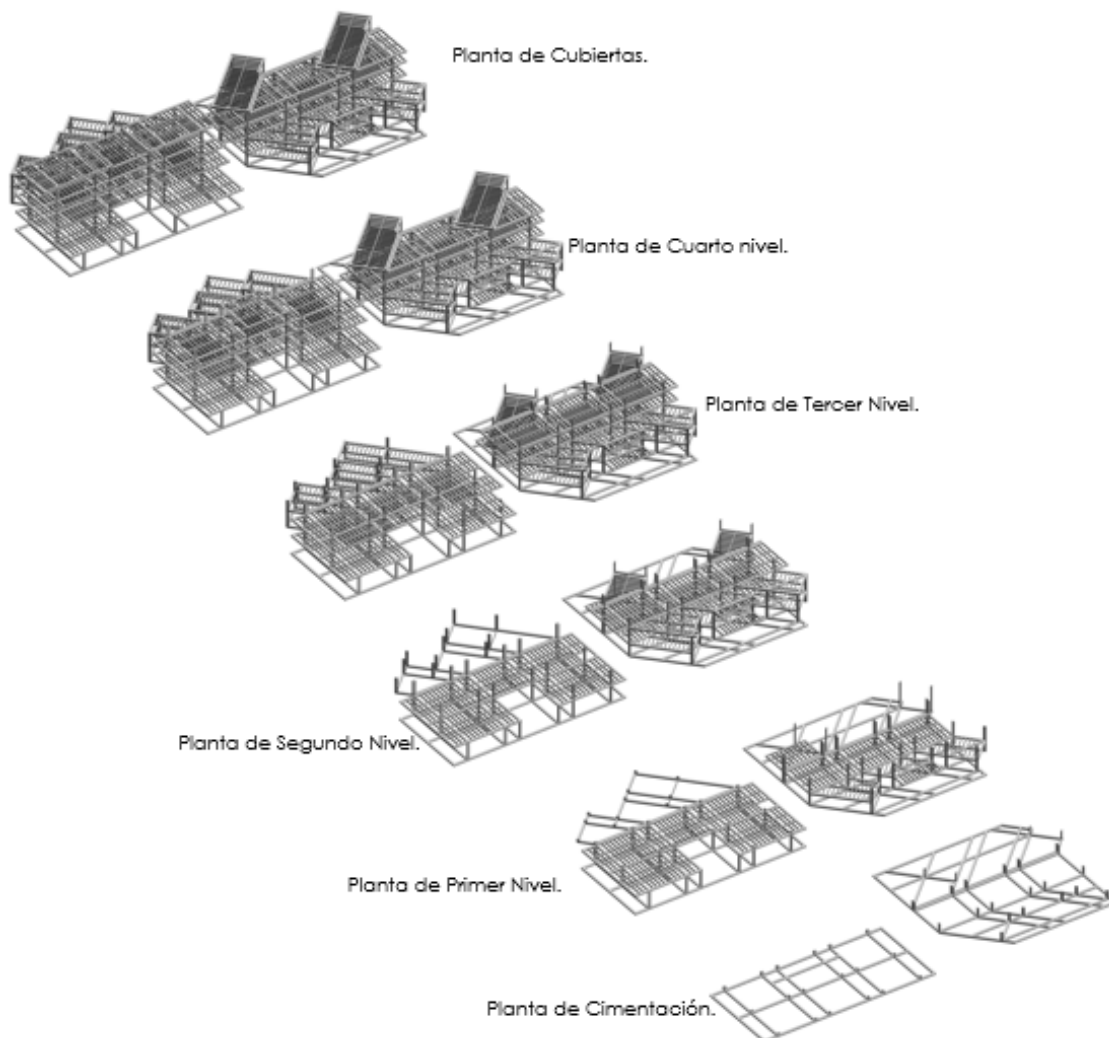 Planta de Cubiertas.
Planta de Cuarto nivel.
Planta de Tercer Nivel.
Planta de Segundo Nivel.
Planta de Primer Nivel.
Planta de Cimentación.